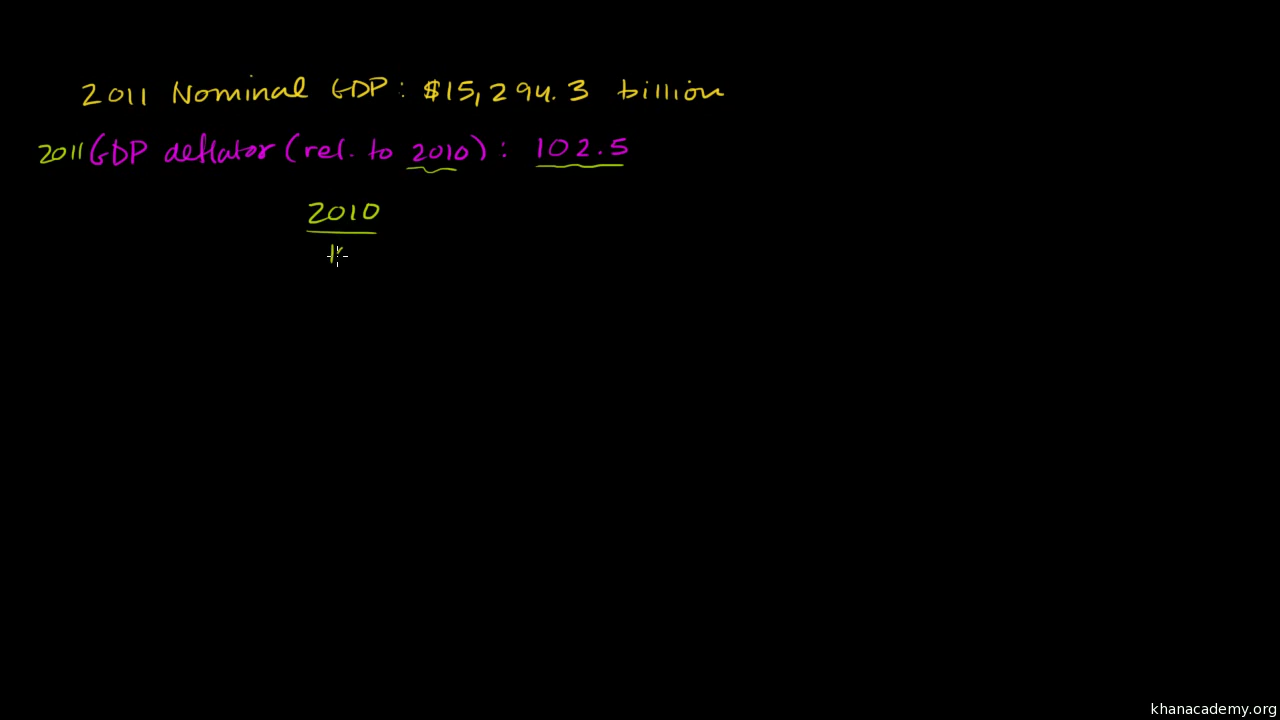 2011 Nominal GDP: $15,294.3 billion
2011 GDP deflator (rel. to 2010): 102.5
2010
khanacademy.org